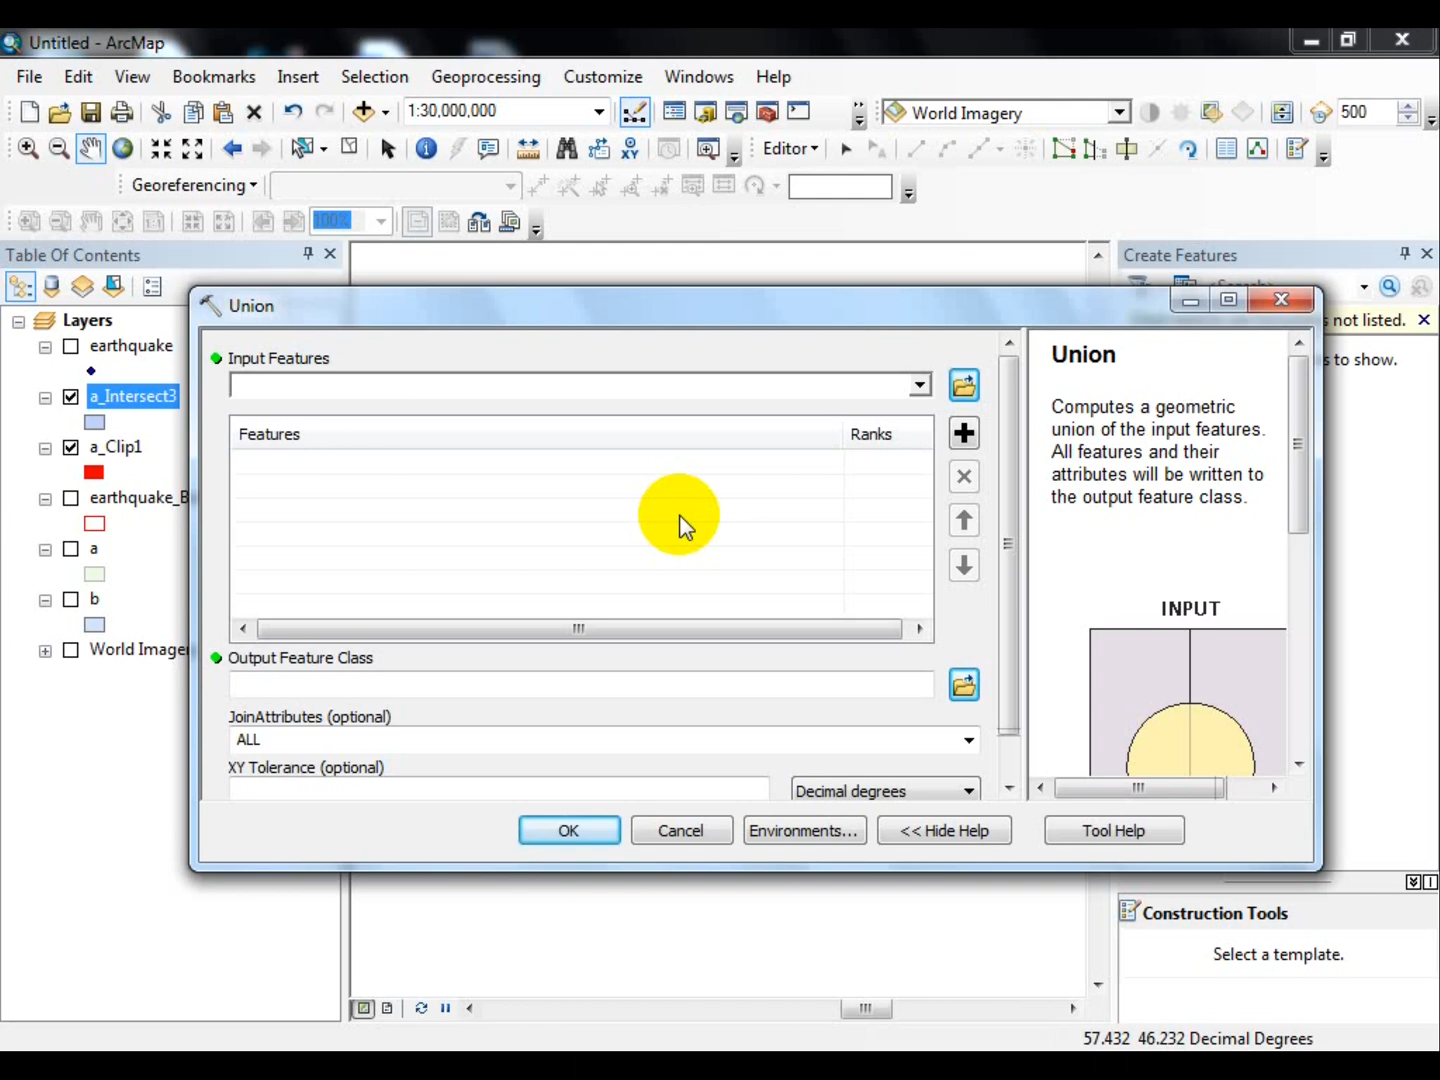 Untitled - ArcMap
File Edit View Bookmarks Insert Selection Geoprocessing Customize Windows Help
1:30,000,000
World Imagery
500
Editor
Georeferencing
100%
Table Of Contents
Create Features
<Search>
Union
Layers
s not listed.
earthquake
Input Features
Union
s to show.
a_Intersect3
Computes a geometric
union of the input features.
All features and their
attributes will be written to
the output feature class.
Features Ranks
a_Clip1
earthquake_B
a
b
INPUT
World Image
Output Feature Class
JoinAttributes (optional)
ALL
XY Tolerance (optional)
Decimal degrees
OK Cancel Environments... << Hide Help Tool Help
Construction Tools
Select a template.
57.432 46.232 Decimal Degrees